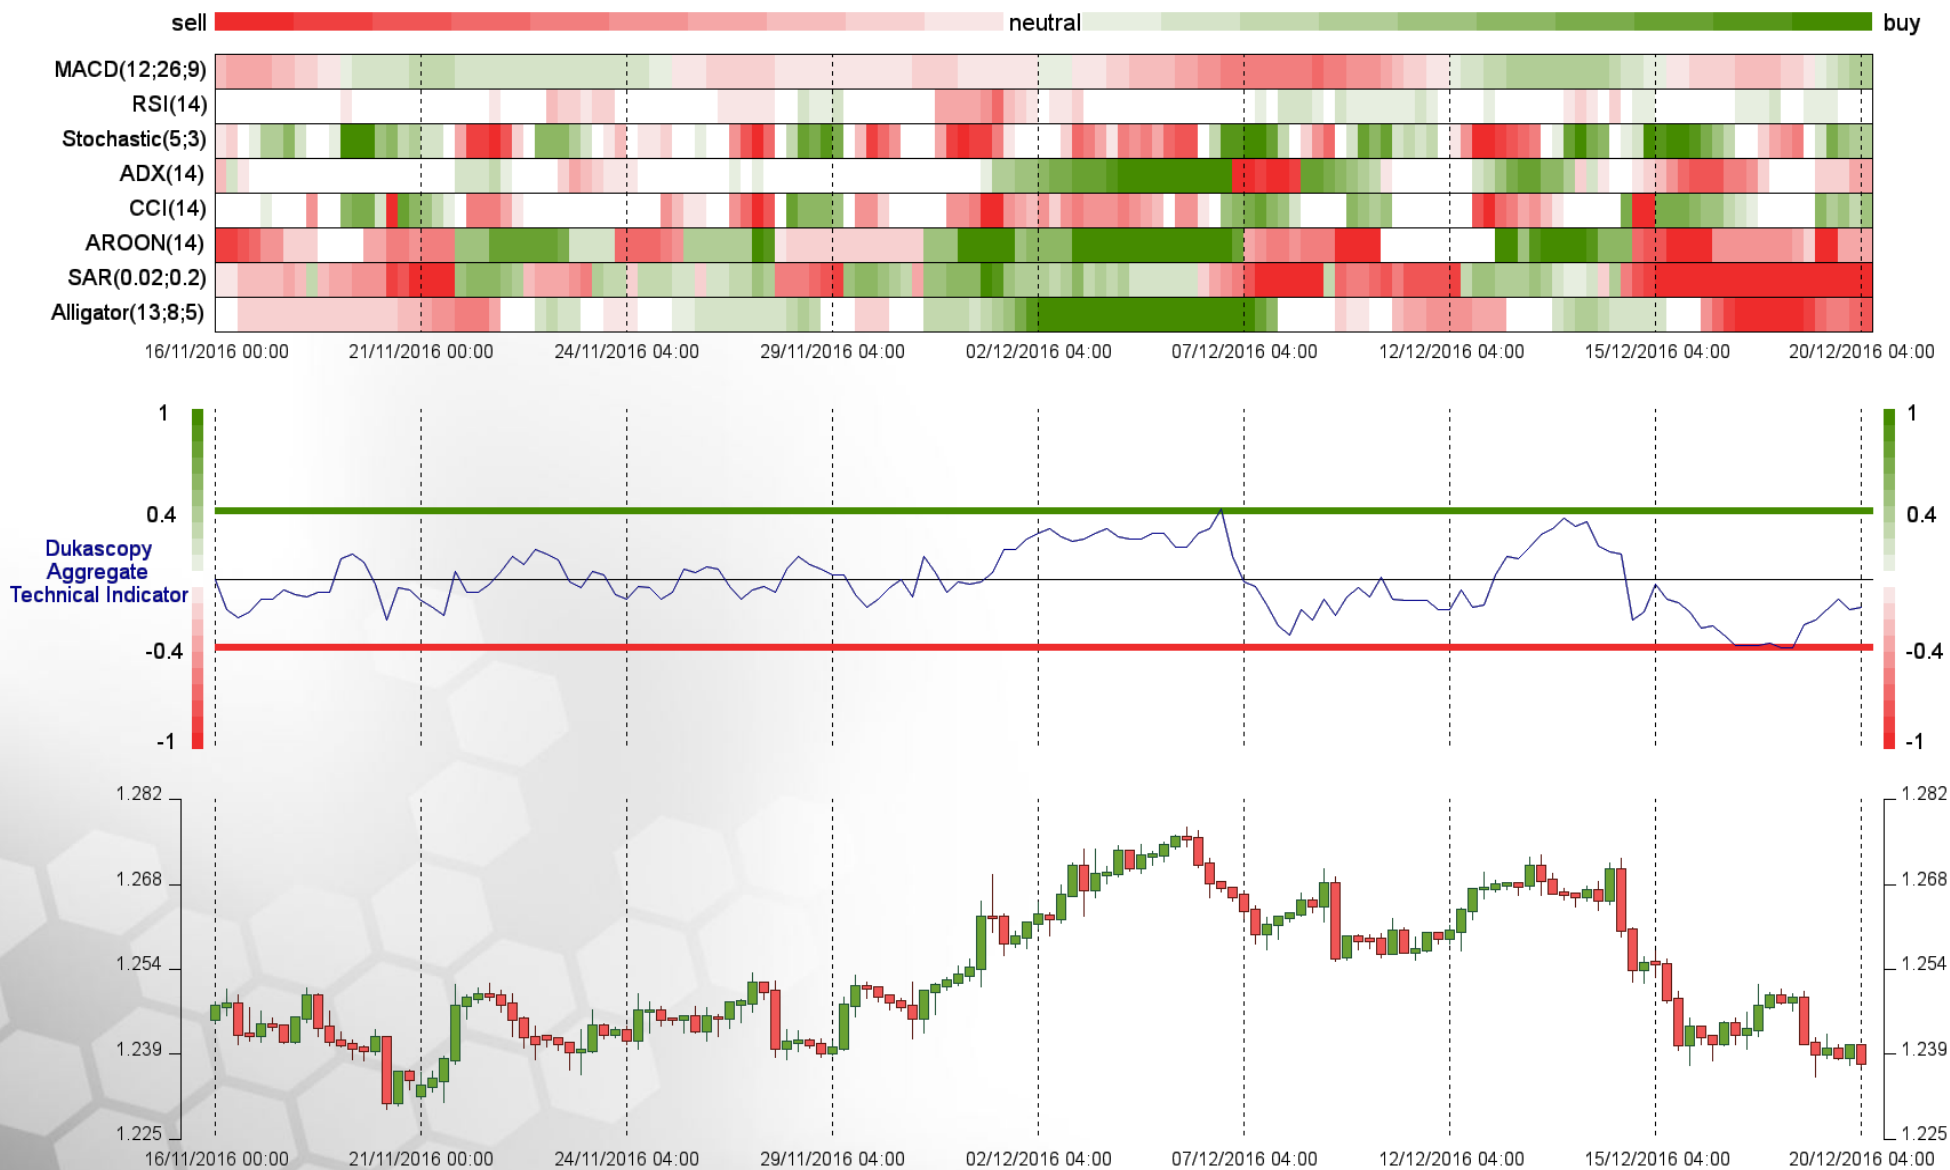 sell neutral buy
MACD(12;26;9)
RSI(14)
Stochastic(5;3)
ADX(14)
CCI(14)
AROON(14)
SAR(0.02;0.2)
Alligator(13;8;5)
16/11/2016 00:00 21/11/2016 00:00 24/11/2016 04:00 29/11/2016 04:00 02/12/2016 04:00 07/12/2016 04:00 12/12/2016 04:00 15/12/2016 04:00 20/12/2016 04:00
1 1
0.4 0.4
Dukascopy
Aggregate
Technical Indicator
-0.4 -0.4
-1 -1
1.282 1.282
1.268 1.268
1.254 1.254
1.239 1.239
1.225 1.225
16/11/2016 00:00 21/11/2016 00:00 24/11/2016 04:00 29/11/2016 04:00 02/12/2016 04:00 07/12/2016 04:00 12/12/2016 04:00 15/12/2016 04:00 20/12/2016 04:00